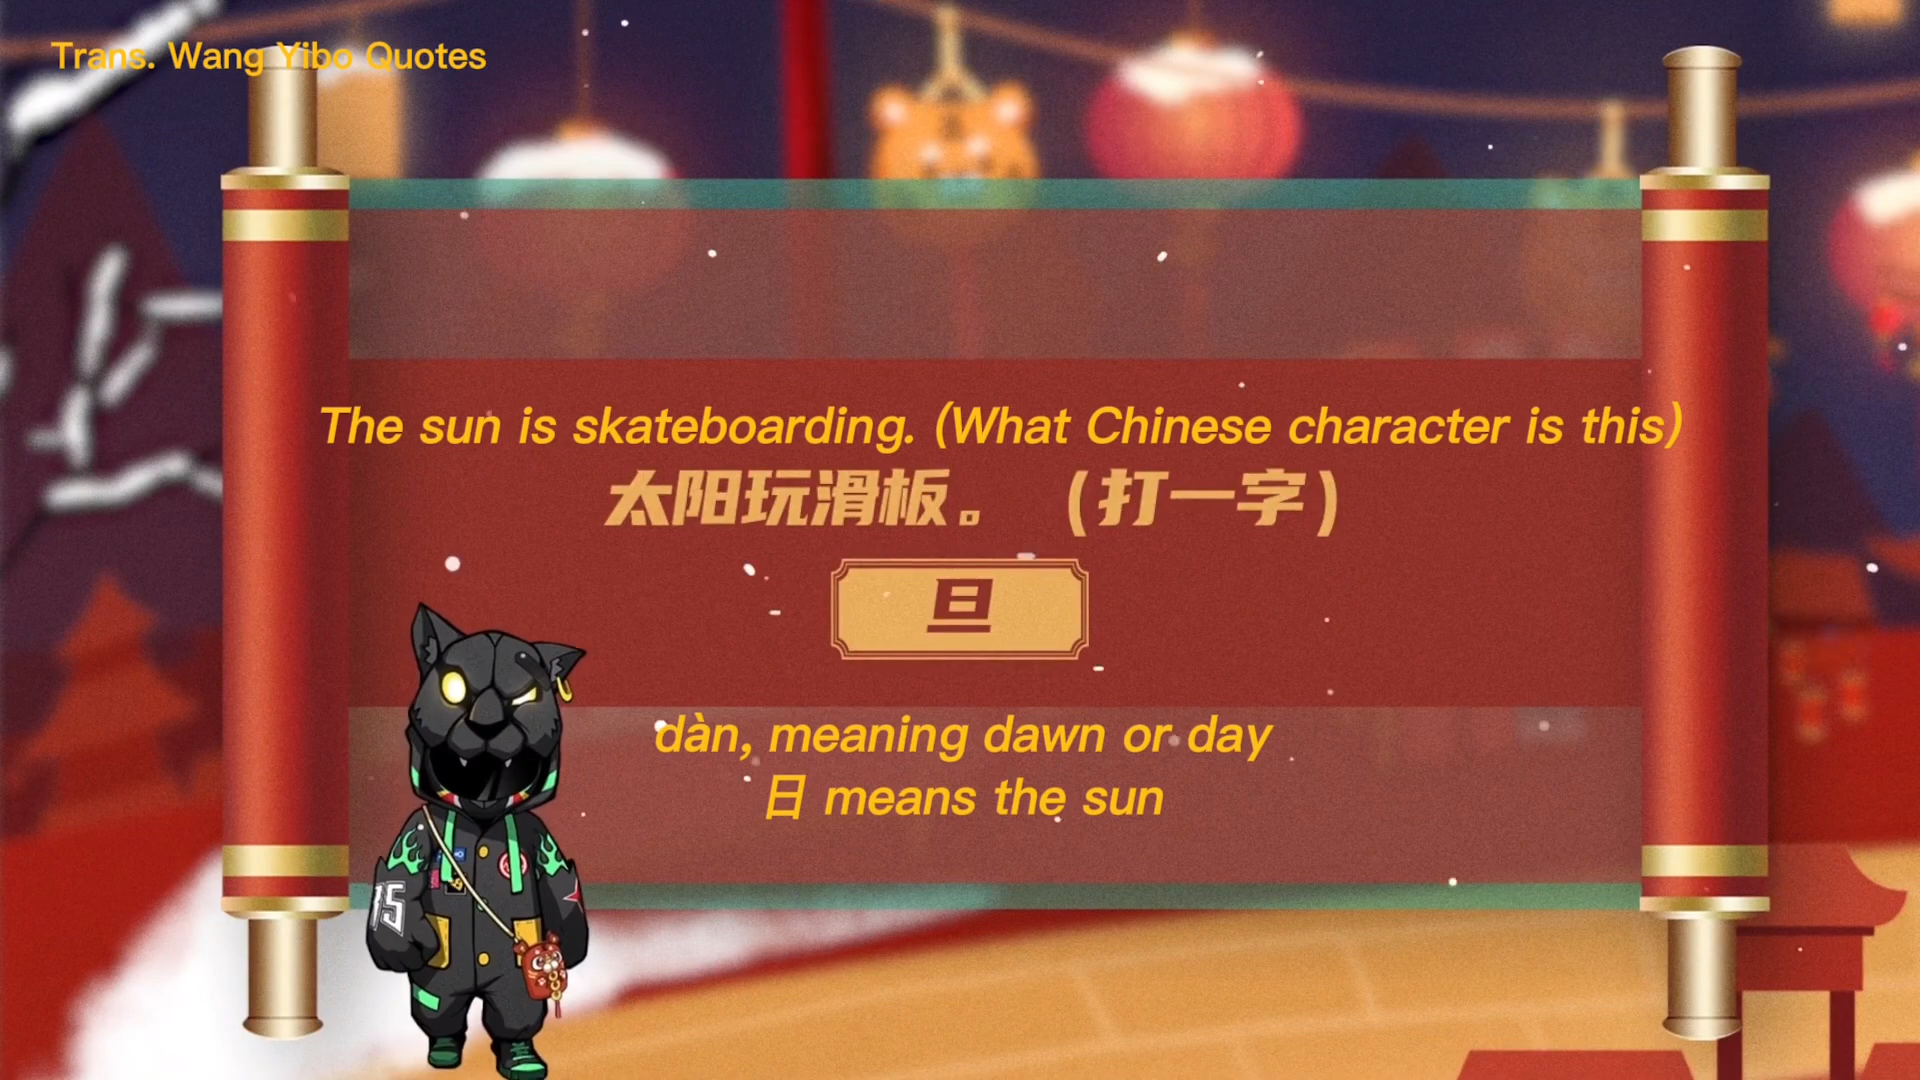 Trans. Wang Yibo Quotes
The sun is skateboarding. (What Chinese character is this)
太阳玩滑板。（打一字）
旦
dàn, meaning dawn or day
日 means the sun
15